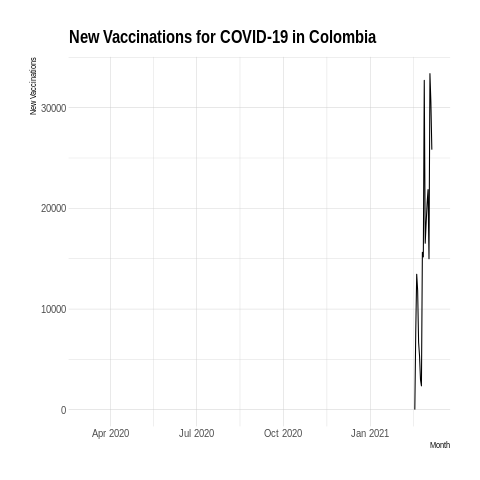 New Vaccinations for COVID-19 in Colombia
New Vaccinations
30000
20000
10000
0
Apr 2020 Jul 2020 Oct 2020 Jan 2021
Month